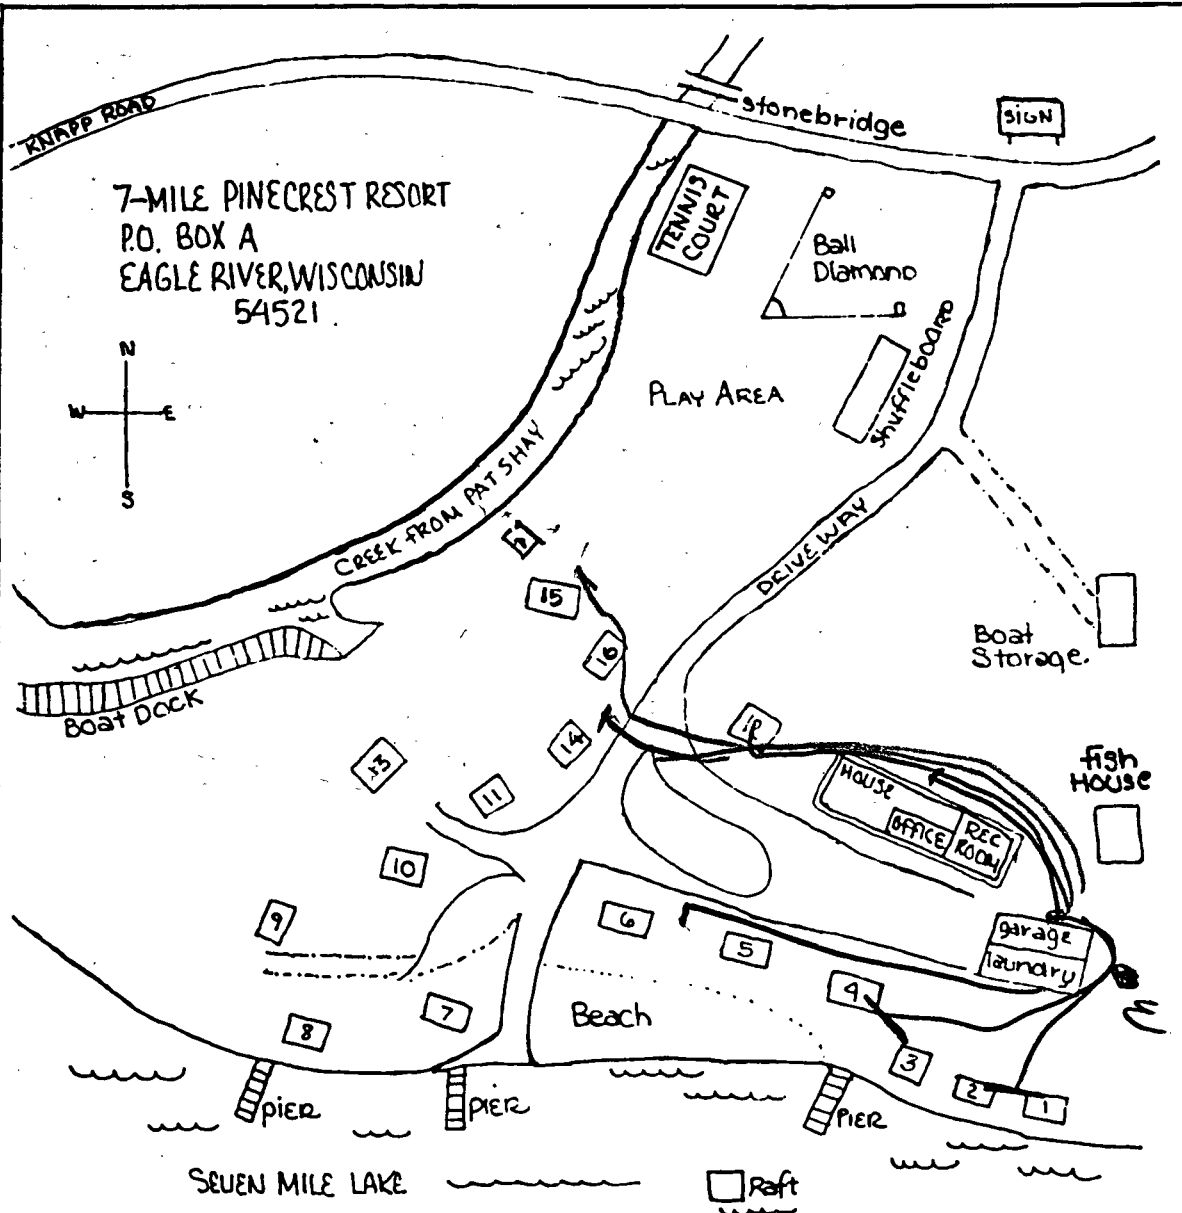 KNAPP ROAD
stonebridge
SIGN
7-MILE PINECREST RESORT
P.O. BOX A
EAGLE RIVER, WISCONSIN
54521.
TENNIS
COURT
Ball
Diamond
N
W E
S
Shuffleboard
PLAY AREA
CREEK FROM PAT SHAY
DRIVEWAY
15
16
Boat
Storage.
Boat Dock
14
13
11
HOUSE
OFFICE
REC
ROOM
fish
HOUSE
10
9
6
5
garage
laundry
4
7
8
Beach
3
2
1
PIER
PIER
PIER
SEVEN MILE LAKE
Raft